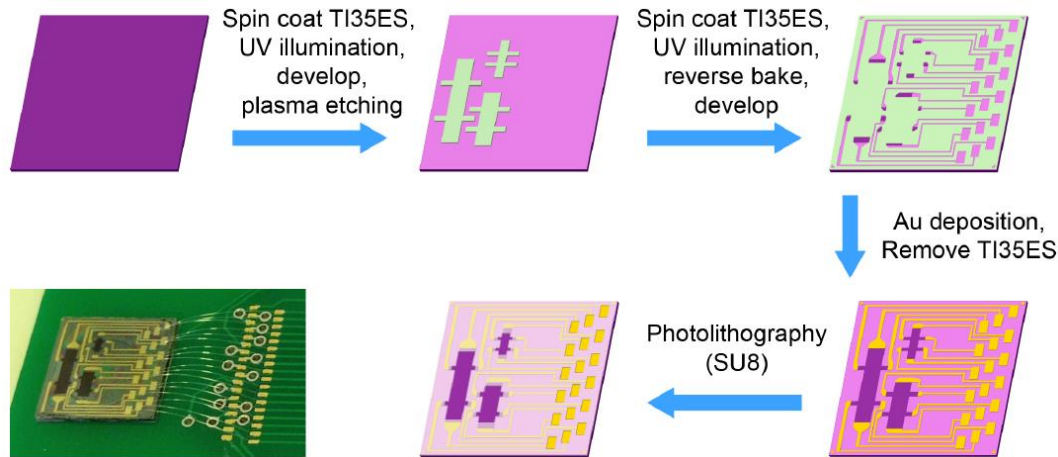 Spin coat TI35ES,
UV illumination,
develop,
plasma etching
Spin coat TI35ES,
UV illumination,
reverse bake,
develop
Au deposition,
Remove TI35ES
Photolithography
(SU8)